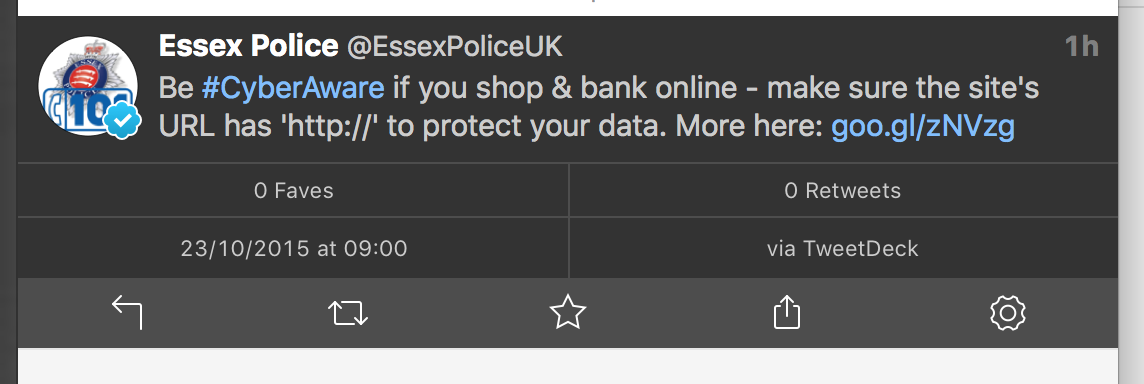 Essex Police @EssexPoliceUK 1h
Be #CyberAware if you shop & bank online - make sure the site's
URL has 'http://' to protect your data. More here: goo.gl/zNVzg
0 Faves 0 Retweets
23/10/2015 at 09:00 via TweetDeck